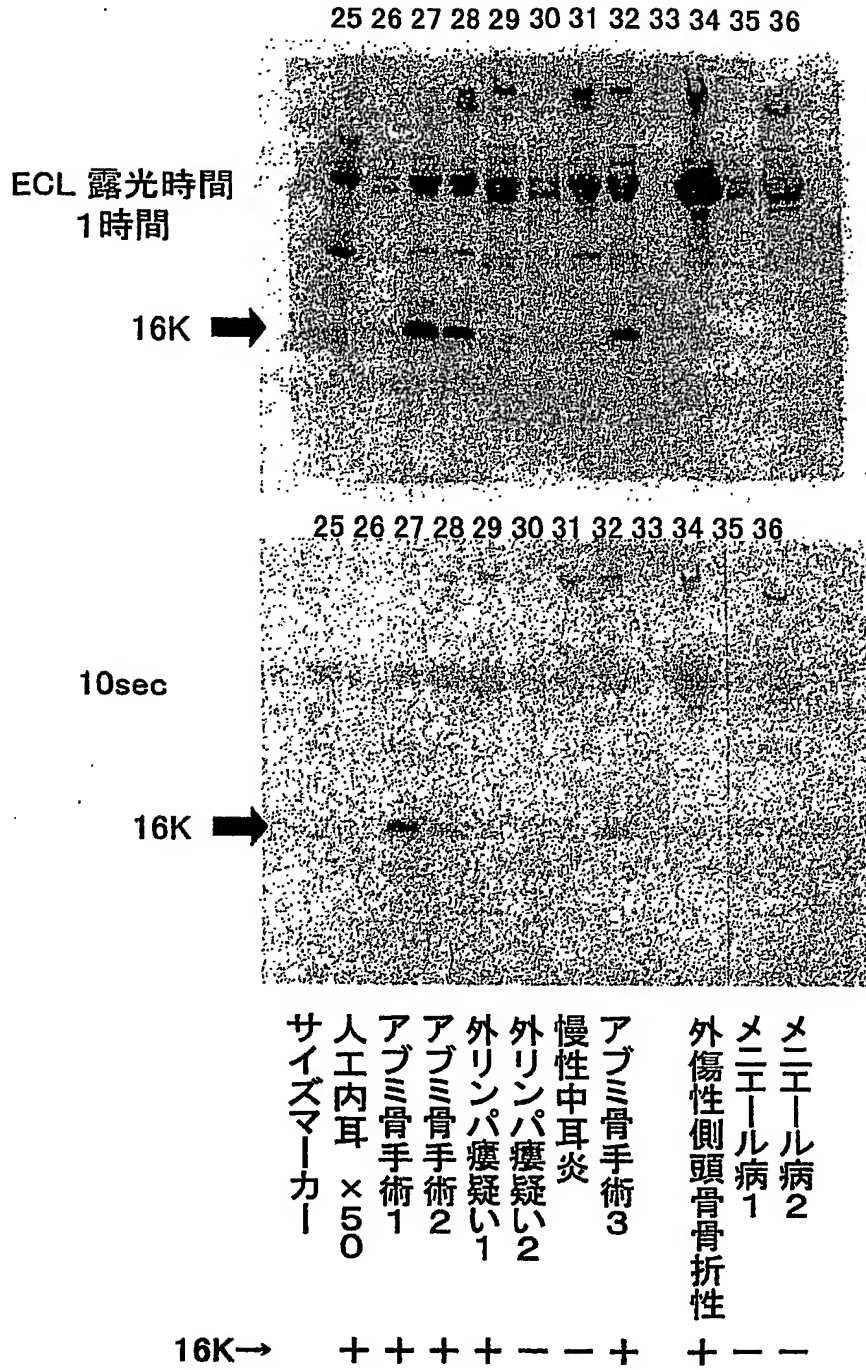 25 26 27 28 29 30 31 32 33 34 35 36
ECL 露光時間
1時間
16K
25 26 27 28 29 30 31 32 33 34 35 36
10sec
16K
サイズマーカー
人工内耳 ×50
アブミ骨手術1
アブミ骨手術2
外リンパ瘻疑い1
外リンパ瘻疑い2
慢性中耳炎
アブミ骨手術3
外傷性側頭骨骨折性
メニエール病1
メニエール病2
16K→ + + + + − − + + − −